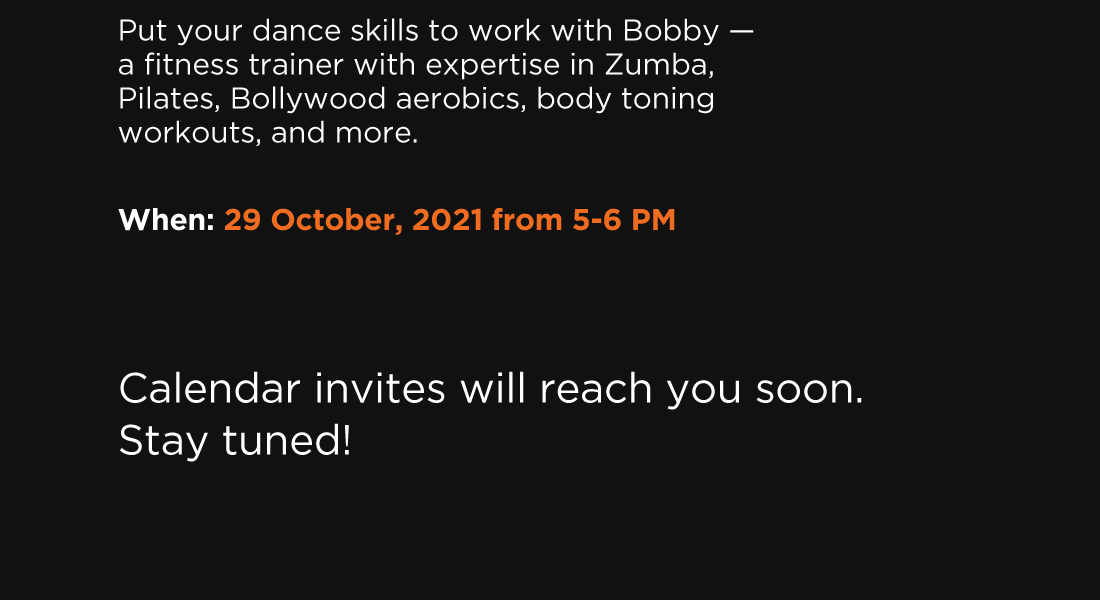 Put your dance skills to work with Bobby —
a fitness trainer with expertise in Zumba,
Pilates, Bollywood aerobics, body toning
workouts, and more.
When: 29 October, 2021 from 5-6 PM
Calendar invites will reach you soon.
Stay tuned!